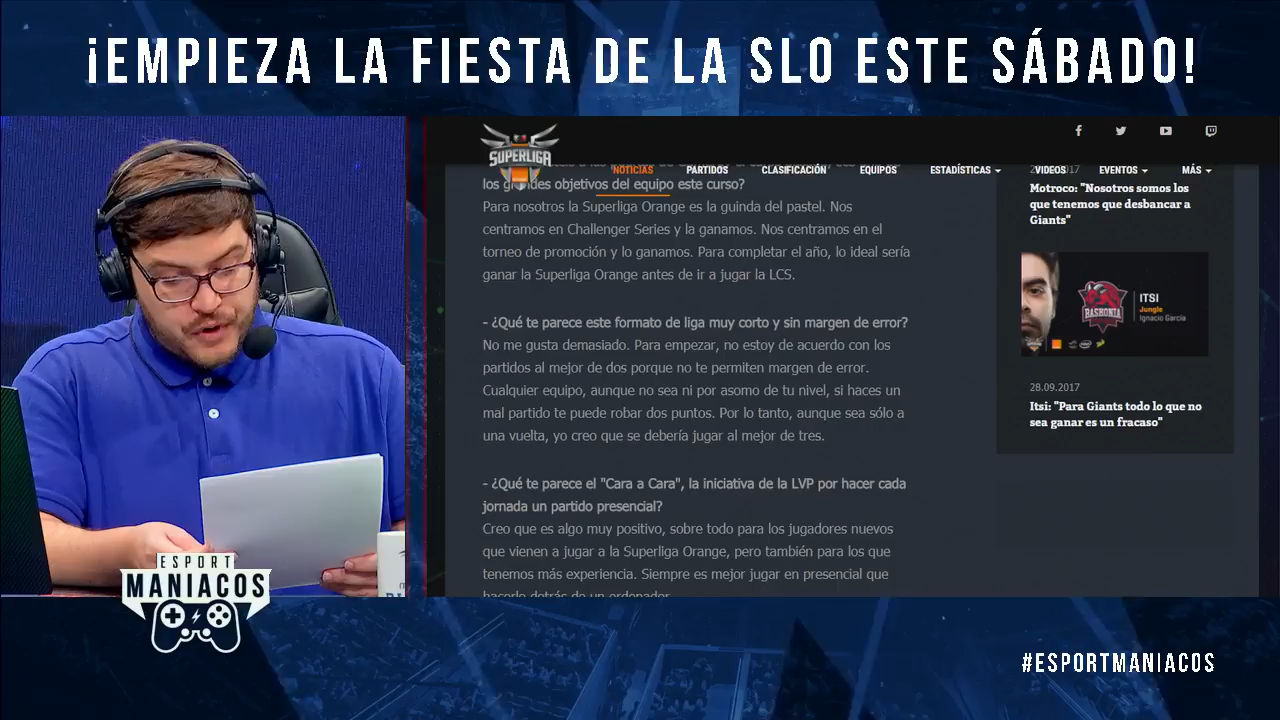 ¡EMPIEZA LA FIESTA DE LA SLO ESTE SÁBADO!
SUPERLIGA
NOTICIAS
PARTIDOS
CLASIFICACIÓN
EQUIPOS
ESTADÍSTICAS
VIDEOS
EVENTOS
MÁS
los grandes objetivos del equipo este curso?
Para nosotros la Superliga Orange es la guinda del pastel. Nos
centramos en Challenger Series y la ganamos. Nos centramos en el
torneo de promoción y lo ganamos. Para completar el año, lo ideal sería
ganar la Superliga Orange antes de ir a jugar la LCS.
- ¿Qué te parece este formato de liga muy corto y sin margen de error?
No me gusta demasiado. Para empezar, no estoy de acuerdo con los
partidos al mejor de dos porque no te permiten margen de error.
Cualquier equipo, aunque no sea ni por asomo de tu nivel, si haces un
mal partido te puede robar dos puntos. Por lo tanto, aunque sea sólo a
una vuelta, yo creo que se debería jugar al mejor de tres.
- ¿Qué te parece el "Cara a Cara", la iniciativa de la LVP por hacer cada
jornada un partido presencial?
Creo que es algo muy positivo, sobre todo para los jugadores nuevos
que vienen a jugar a la Superliga Orange, pero también para los que
tenemos más experiencia. Siempre es mejor jugar en presencial que
hacerlo detrás de un ordenador.
Motroco: "Nosotros somos los
que tenemos que desbancar a
Giants"
BASKONIA
ITSI
Jungle
Ignacio García
28.09.2017
Itsi: "Para Giants todo lo que no
sea ganar es un fracaso"
ESPORT
MANIACOS
#ESPORTMANIACOS